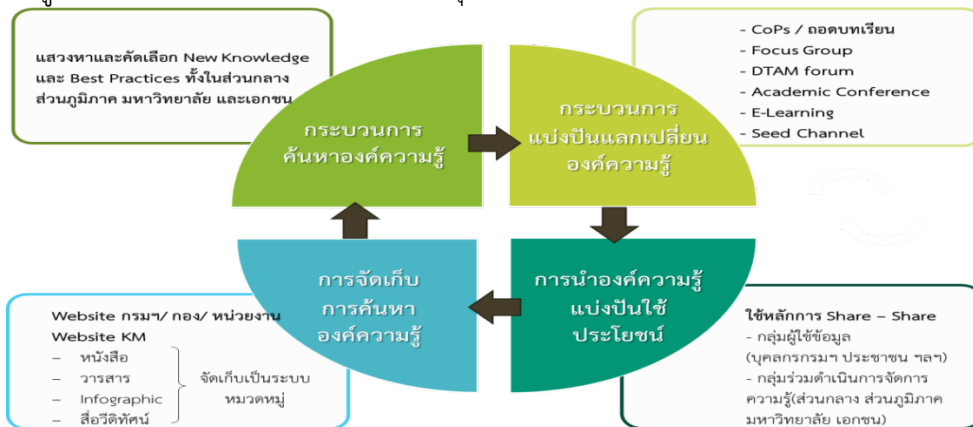 แสวงหาและคัดเลือก New Knowledge
และ Best Practices ทั้งในส่วนกลาง
ส่วนภูมิภาค มหาวิทยาลัย และเอกชน
- CoPs / ถอดบทเรียน
- Focus Group
- DTAM forum
- Academic Conference
- E-Learning
- Seed Channel
กระบวนการ
ค้นหาองค์ความรู้
กระบวนการ
แบ่งปันแลกเปลี่ยน
องค์ความรู้
การจัดเก็บ
การค้นหา
องค์ความรู้
การนำองค์ความรู้
แบ่งปันใช้
ประโยชน์
Website กรมฯ/ กอง/ หน่วยงาน
Website KM
– หนังสือ
– วารสาร
– Infographic
– สื่อวีดิทัศน์
จัดเก็บเป็นระบบ
หมวดหมู่
ใช้หลักการ Share – Share
- กลุ่มผู้ใช้ข้อมูล
(บุคลกรกรมฯ ประชาชน ฯลฯ)
- กลุ่มร่วมดำเนินการจัดการ
ความรู้(ส่วนกลาง ส่วนภูมิภาค
มหาวิทยาลัย เอกชน)